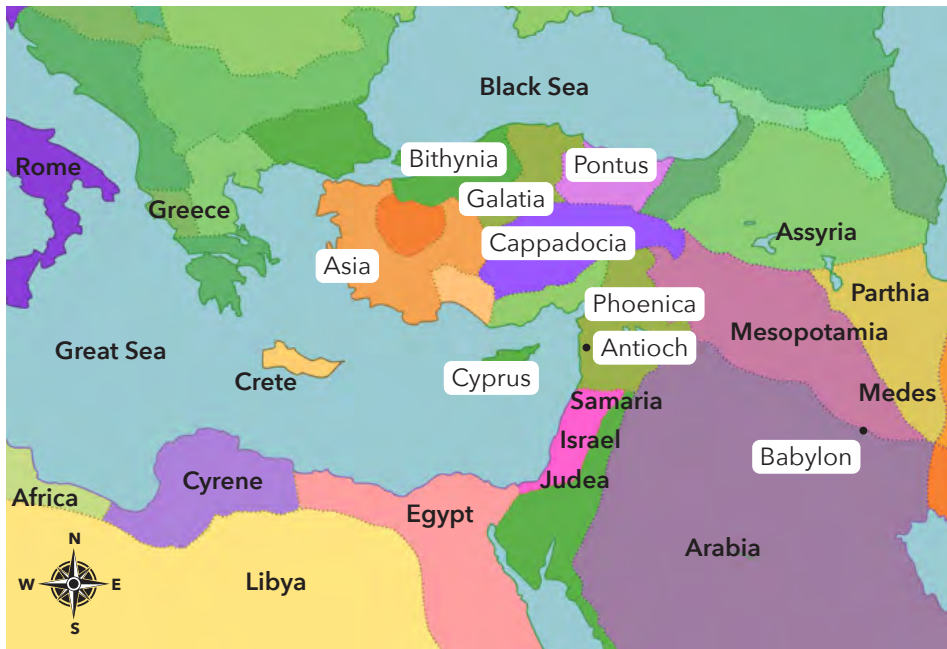 Black Sea
Bithynia
Pontus
Rome
Galatia
Greece
Cappadocia
Assyria
Asia
Parthia
Phoenica
Mesopotamia
Great Sea
Antioch
Crete
Cyprus
Medes
Samaria
Israel
Babylon
Judea
Cyrene
Africa
Egypt
Arabia
Libya
N
W
E
S